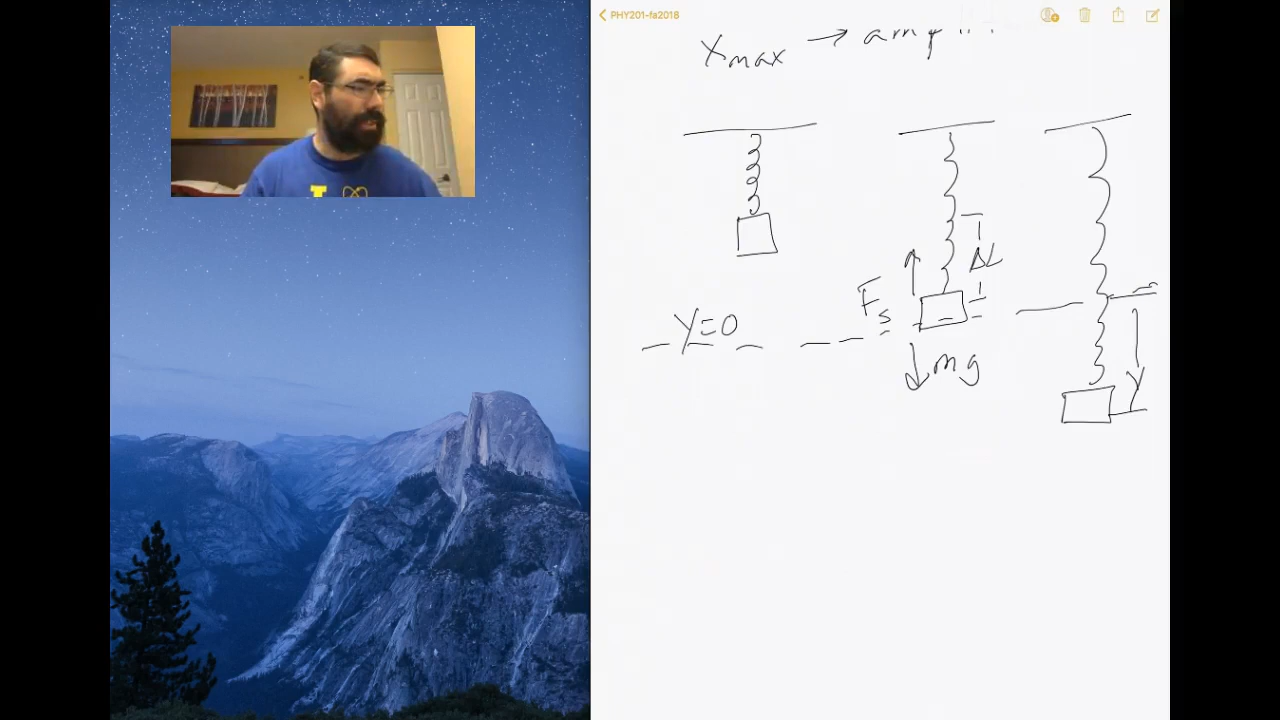 PHY201-fa2018
Xmax →
ΔL
Fs
y=0
mg
y